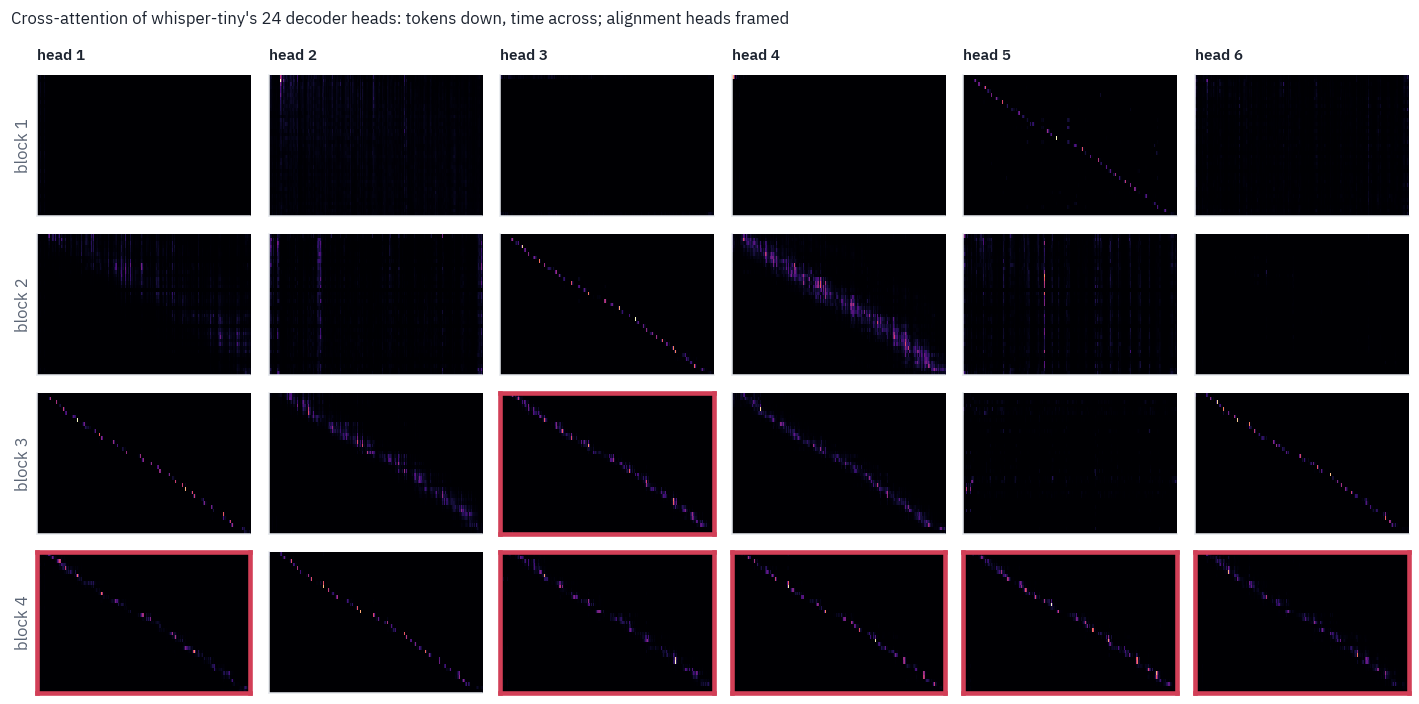 Cross-attention of whisper-tiny's 24 decoder heads: tokens down, time across; alignment heads framed
head 1 head 2 head 3 head 4 head 5 head 6
block 1
block 2
block 3
block 4